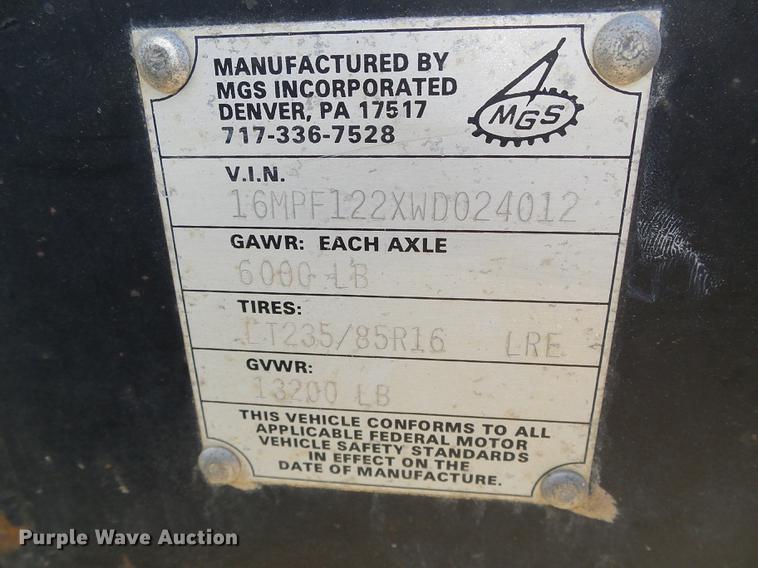 MANUFACTURED BY
MGS INCORPORATED
DENVER, PA 17517
717-336-7528
MGS
V.I.N.
16MPF122XWD024012
GAWR: EACH AXLE
6000 LB
TIRES:
LT235/85R16 LRE
GVWR:
13200 LB
THIS VEHICLE CONFORMS TO ALL
APPLICABLE FEDERAL MOTOR
VEHICLE SAFETY STANDARDS
IN EFFECT ON THE
DATE OF MANUFACTURE.
Purple Wave Auction